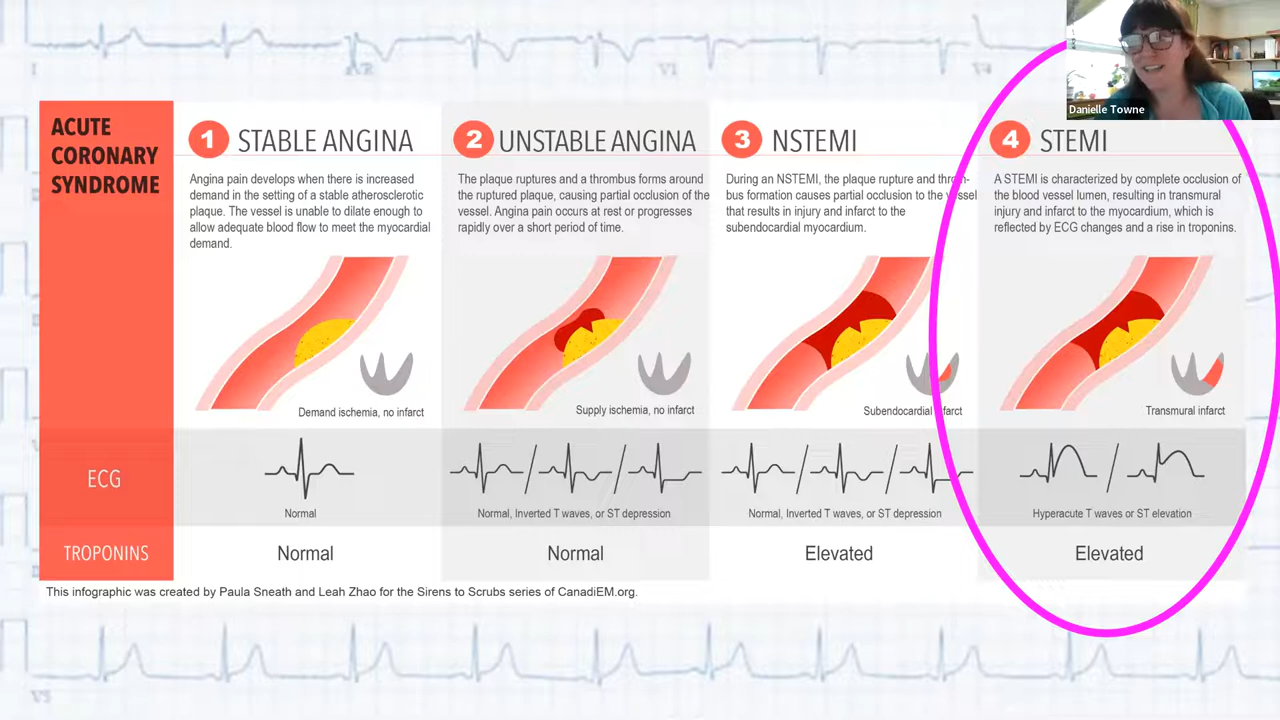 I
aVR
V1
V4
Danielle Towne
ACUTE
CORONARY
SYNDROME
1 STABLE ANGINA
Angina pain develops when there is increased
demand in the setting of a stable atherosclerotic
plaque. The vessel is unable to dilate enough to
allow adequate blood flow to meet the myocardial
demand.
Demand ischemia, no infarct
2 UNSTABLE ANGINA
The plaque ruptures and a thrombus forms around
the ruptured plaque, causing partial occlusion of the
vessel. Angina pain occurs at rest or progresses
rapidly over a short period of time.
Supply ischemia, no infarct
3 NSTEMI
During an NSTEMI, the plaque rupture and throm-
bus formation causes partial occlusion to the vessel
that results in injury and infarct to the
subendocardial myocardium.
Subendocardial infarct
4 STEMI
A STEMI is characterized by complete occlusion of
the blood vessel lumen, resulting in transmural
injury and infarct to the myocardium, which is
reflected by ECG changes and a rise in troponins.
Transmural infarct
ECG
Normal
Normal, Inverted T waves, or ST depression
Normal, Inverted T waves, or ST depression
Hyperacute T waves or ST elevation
TROPONINS
Normal
Normal
Elevated
Elevated
This infographic was created by Paula Sneath and Leah Zhao for the Sirens to Scrubs series of CanadiEM.org.
V5